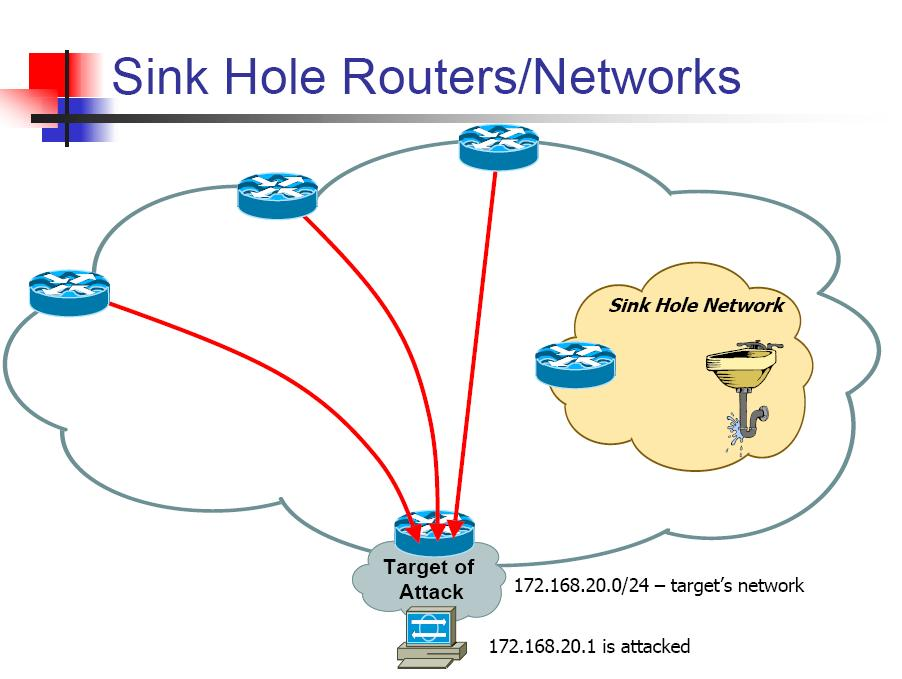 Sink Hole Routers/Networks
Sink Hole Network
Target of
Attack
172.168.20.0/24 – target’s network
172.168.20.1 is attacked